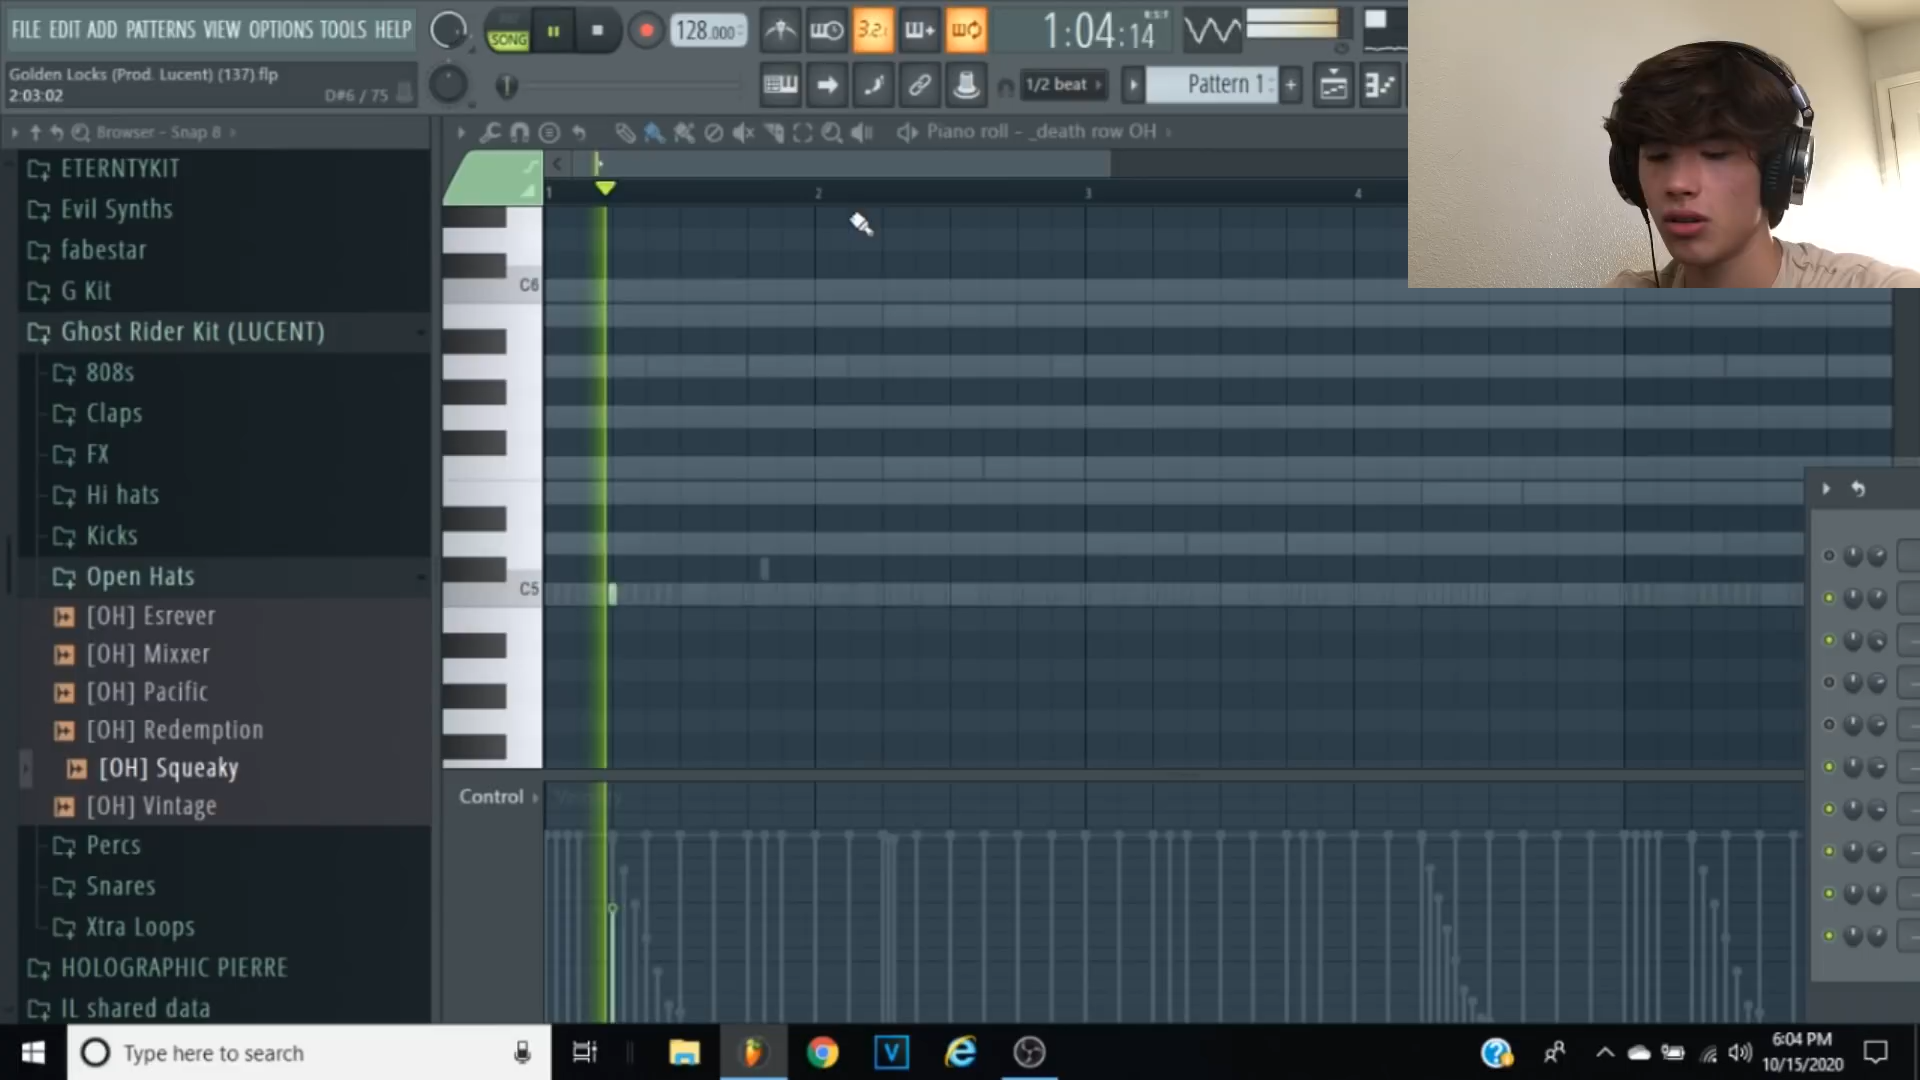 FILE EDIT ADD PATTERNS VIEW OPTIONS TOOLS HELP
SONG
128.000
3.2.
1:04:14
B:S:T
Golden Locks (Prod. Lucent) (137).flp
2:03:02
D#6 / 75
1/2 beat
Pattern 1
Browser - Snap 8
Piano roll - _death row OH
1
2
3
4
ETERNTYKIT
Evil Synths
fabestar
G Kit
Ghost Rider Kit (LUCENT)
808s
Claps
FX
Hi hats
Kicks
Open Hats
[OH] Esrever
[OH] Mixxer
[OH] Pacific
[OH] Redemption
[OH] Squeaky
[OH] Vintage
Percs
Snares
Xtra Loops
HOLOGRAPHIC PIERRE
IL shared data
C6
C5
Control
Type here to search
V
6:04 PM
10/15/2020